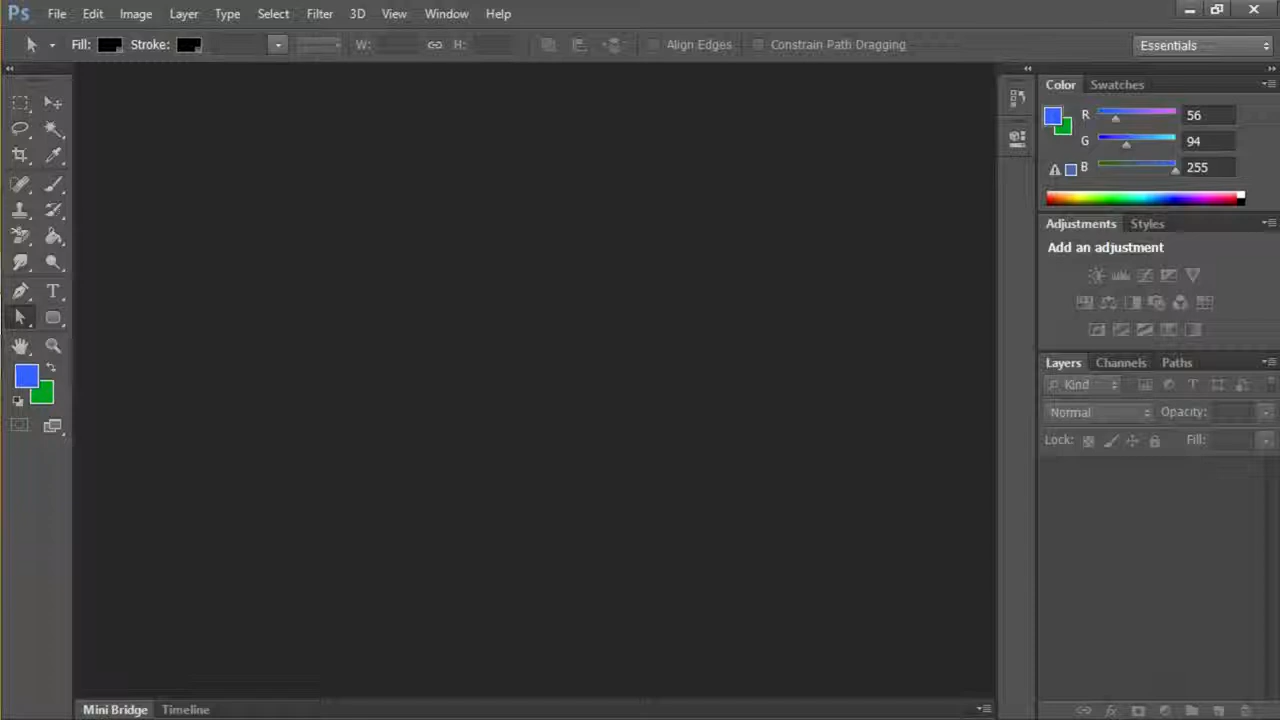 Ps File Edit Image Layer Type Select Filter 3D View Window Help
Fill: Stroke: W: H: Align Edges Constrain Path Dragging Essentials
Color Swatches
R 56
G 94
B 255
Adjustments Styles
Add an adjustment
Layers Channels Paths
Kind
Normal Opacity:
Lock: Fill:
Mini Bridge Timeline